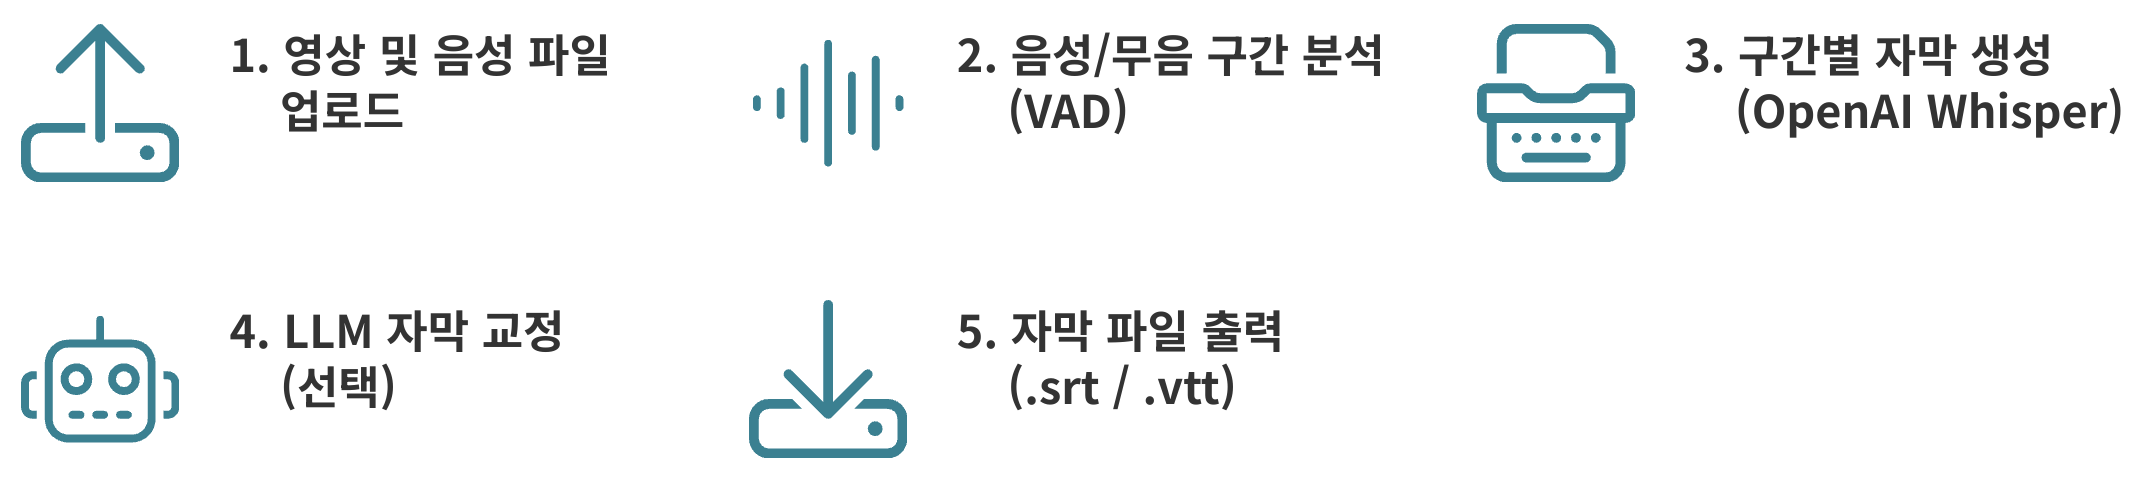 1. 영상 및 음성 파일
업로드
2. 음성/무음 구간 분석
(VAD)
3. 구간별 자막 생성
(OpenAI Whisper)
4. LLM 자막 교정
(선택)
5. 자막 파일 출력
(.srt / .vtt)